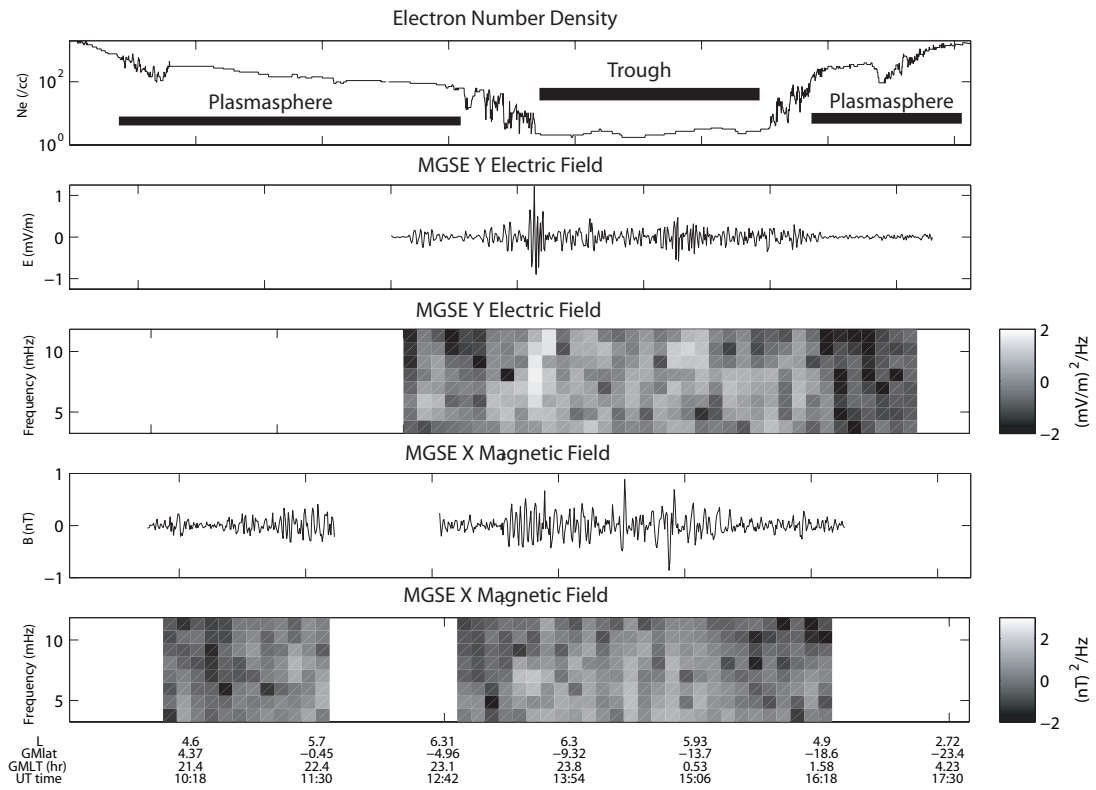 Electron Number Density
Ne (/cc)
10²
10⁰
Plasmasphere
Trough
Plasmasphere
MGSE Y Electric Field
E (mV/m)
1
0
−1
MGSE Y Electric Field
Frequency (mHz)
10
5
2
0
−2
(mV/m) ²/Hz
MGSE X Magnetic Field
B (nT)
1
0
−1
MGSE X Magnetic Field
Frequency (mHz)
10
5
2
0
−2
(nT) ²/Hz
L 4.6 5.7 6.31 6.3 5.93 4.9 2.72
GMlat 4.37 −0.45 −4.96 −9.32 −13.7 −18.6 −23.4
GMLT (hr) 21.4 22.4 23.1 23.8 0.53 1.58 4.23
UT time 10:18 11:30 12:42 13:54 15:06 16:18 17:30